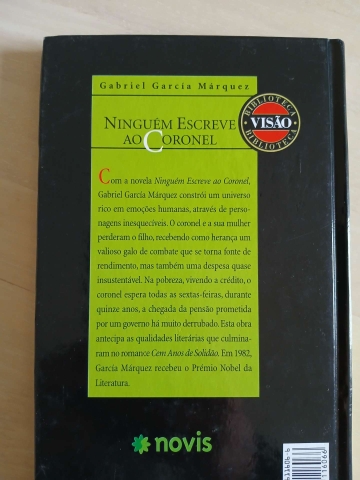 Gabriel García Márquez
NINGUÉM ESCREVE
AO CORONEL
BIBLIOTECA
VISÃO
BIBLIOTECA
Com a novela Ninguém Escreve ao Coronel,
Gabriel García Márquez constrói um universo
rico em emoções humanas, através de perso-
nagens inesquecíveis. O coronel e a sua mulher
perderam o filho, recebendo como herança um
valioso galo de combate que se torna fonte de
rendimento, mas também uma despesa quase
insustentável. Na pobreza, vivendo a crédito, o
coronel espera todas as sextas-feiras, durante
quinze anos, a chegada da pensão prometida
por um governo há muito derrubado. Esta obra
antecipa as qualidades literárias que culmina-
ram no romance Cem Anos de Solidão. Em 1982,
García Márquez recebeu o Prémio Nobel da
Literatura.
novis